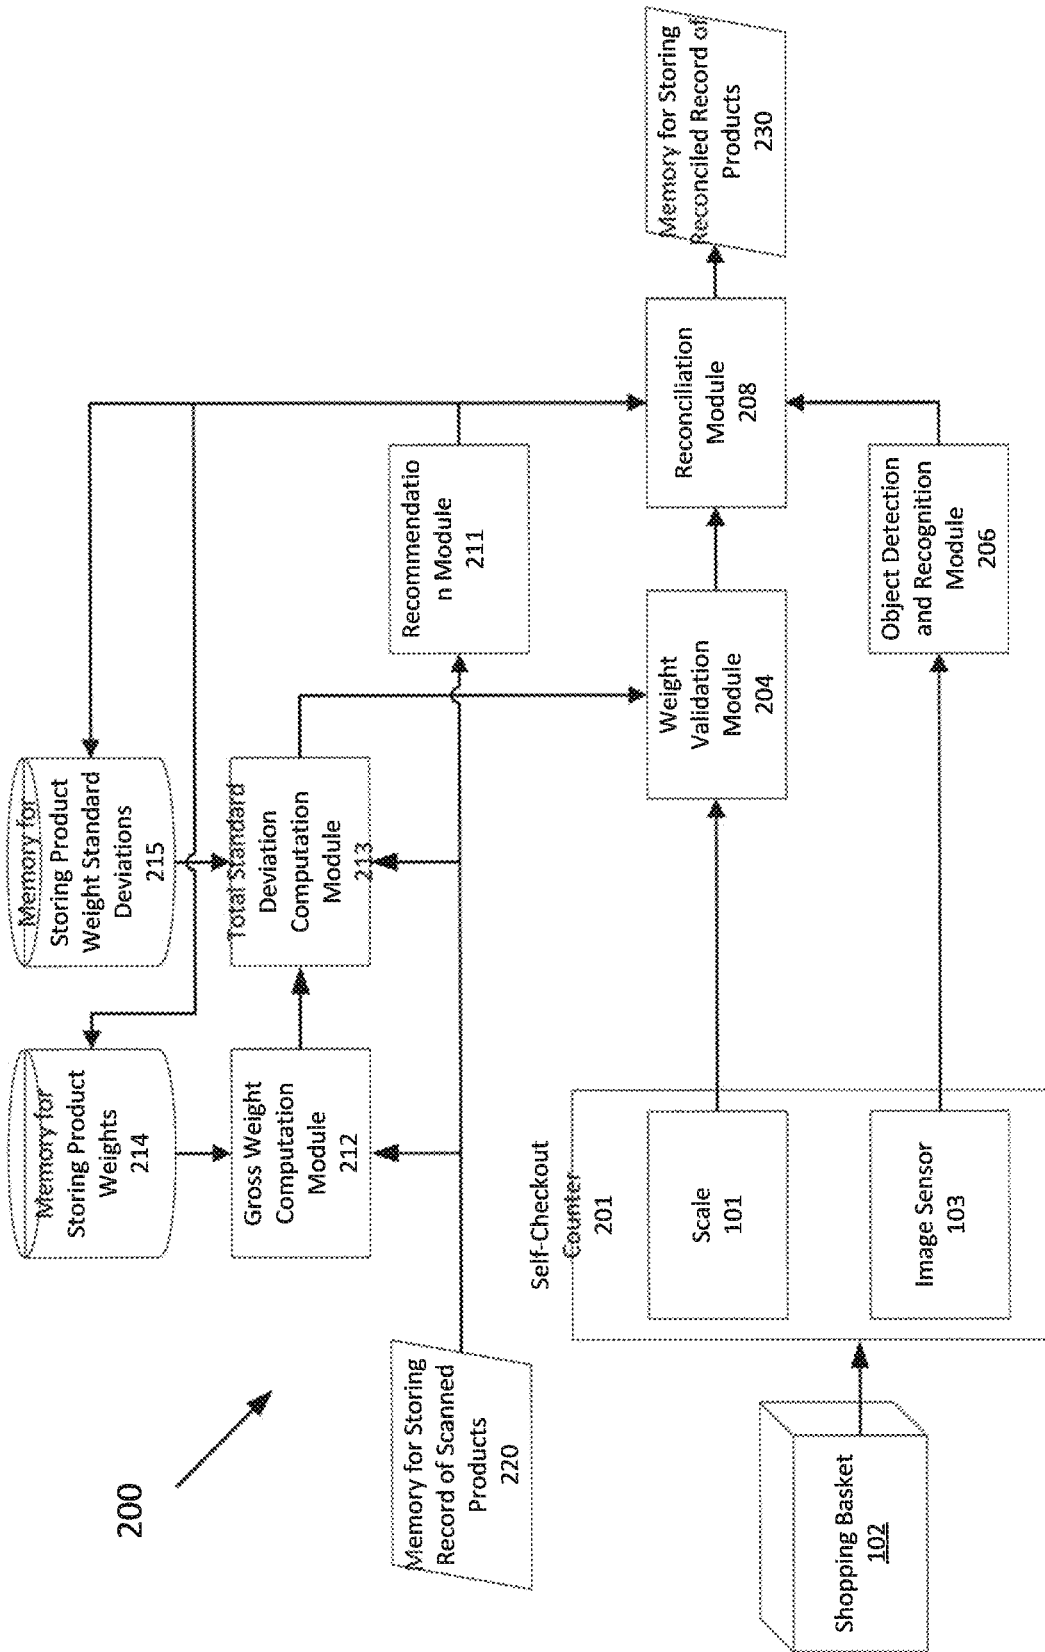 200
Memory for
Storing Product
Weights
214
Memory for
Storing Product
Weight Standard
Deviations
215
Gross Weight
Computation
Module
212
Total Standard
Deviation
Computation
Module
213
Memory for Storing
Record of Scanned
Products
220
Recommendatio
n Module
211
Self-Checkout
Counter
201
Scale
101
Weight
Validation
Module
204
Reconciliation
Module
208
Memory for Storing
Reconciled Record of
Products
230
Shopping Basket
102
Image Sensor
103
Object Detection
and Recognition
Module
206